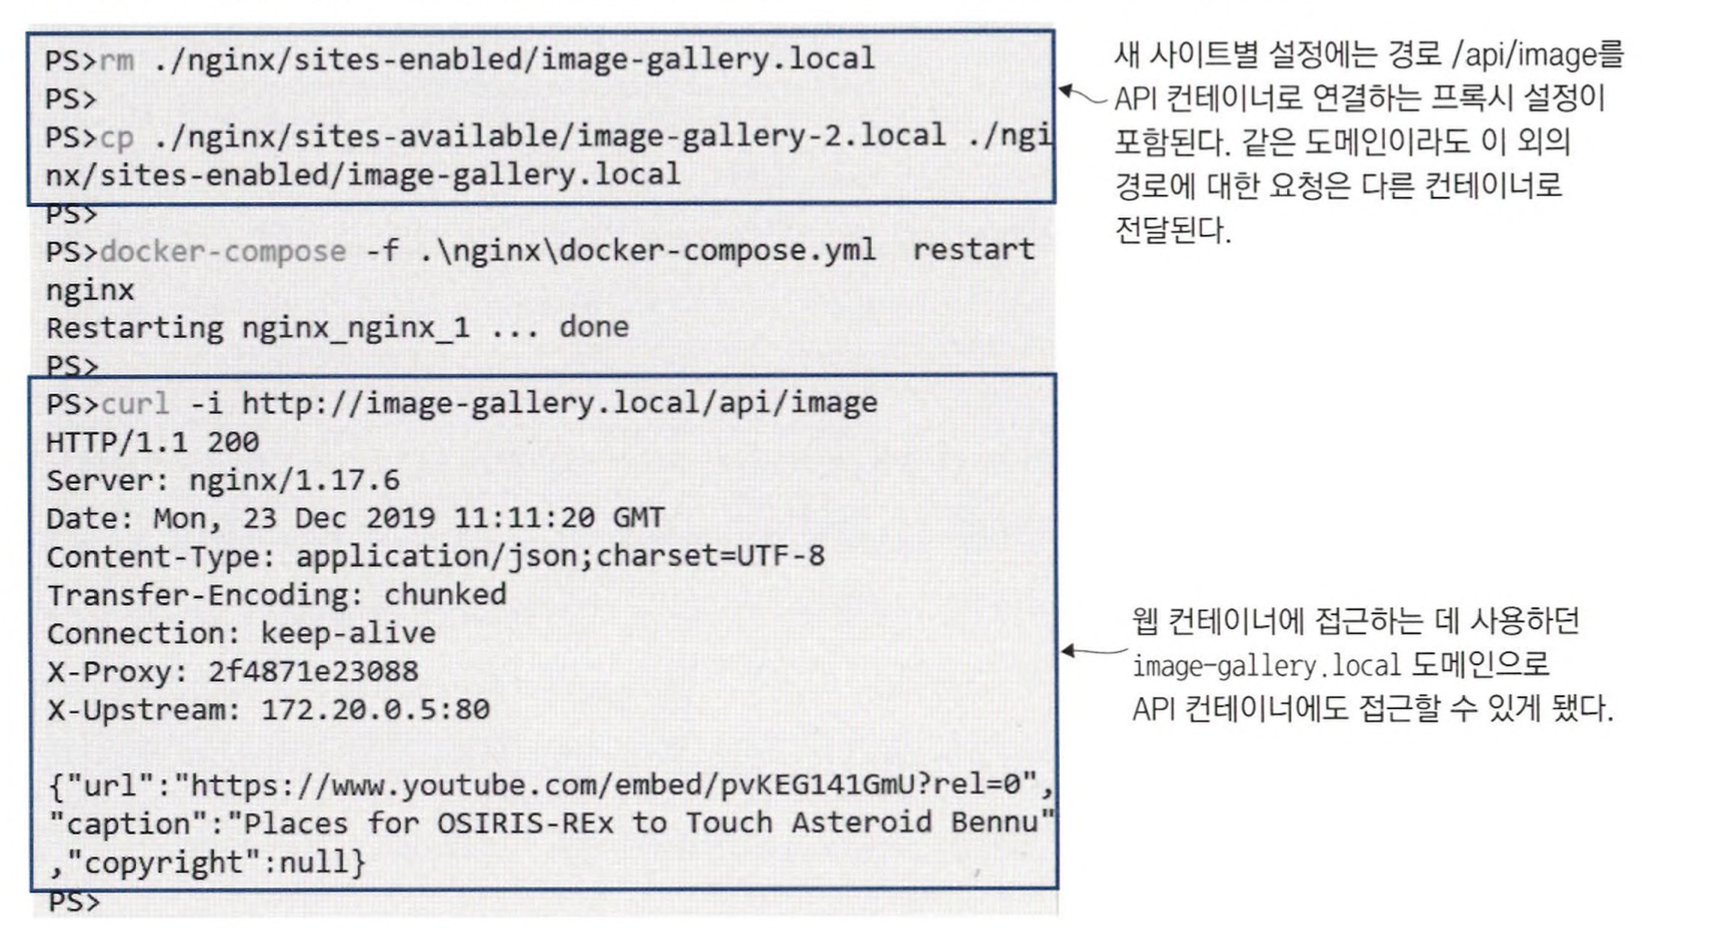 PS>rm ./nginx/sites-enabled/image-gallery.local
PS>
PS>cp ./nginx/sites-available/image-gallery-2.local ./ngi
nx/sites-enabled/image-gallery.local
PS>
PS>docker-compose -f .\nginx\docker-compose.yml  restart
nginx
Restarting nginx_nginx_1 ... done
PS>
PS>curl -i http://image-gallery.local/api/image
HTTP/1.1 200
Server: nginx/1.17.6
Date: Mon, 23 Dec 2019 11:11:20 GMT
Content-Type: application/json;charset=UTF-8
Transfer-Encoding: chunked
Connection: keep-alive
X-Proxy: 2f4871e23088
X-Upstream: 172.20.0.5:80
{"url":"https://www.youtube.com/embed/pvKEG141GmU?rel=0",
"caption":"Places for OSIRIS-REx to Touch Asteroid Bennu"
,"copyright":null}
PS>
새 사이트별 설정에는 경로 /api/image를
API 컨테이너로 연결하는 프록시 설정이
포함된다. 같은 도메인이라도 이 외의
경로에 대한 요청은 다른 컨테이너로
전달된다.
웹 컨테이너에 접근하는 데 사용하던
image-gallery.local 도메인으로
API 컨테이너에도 접근할 수 있게 됐다.